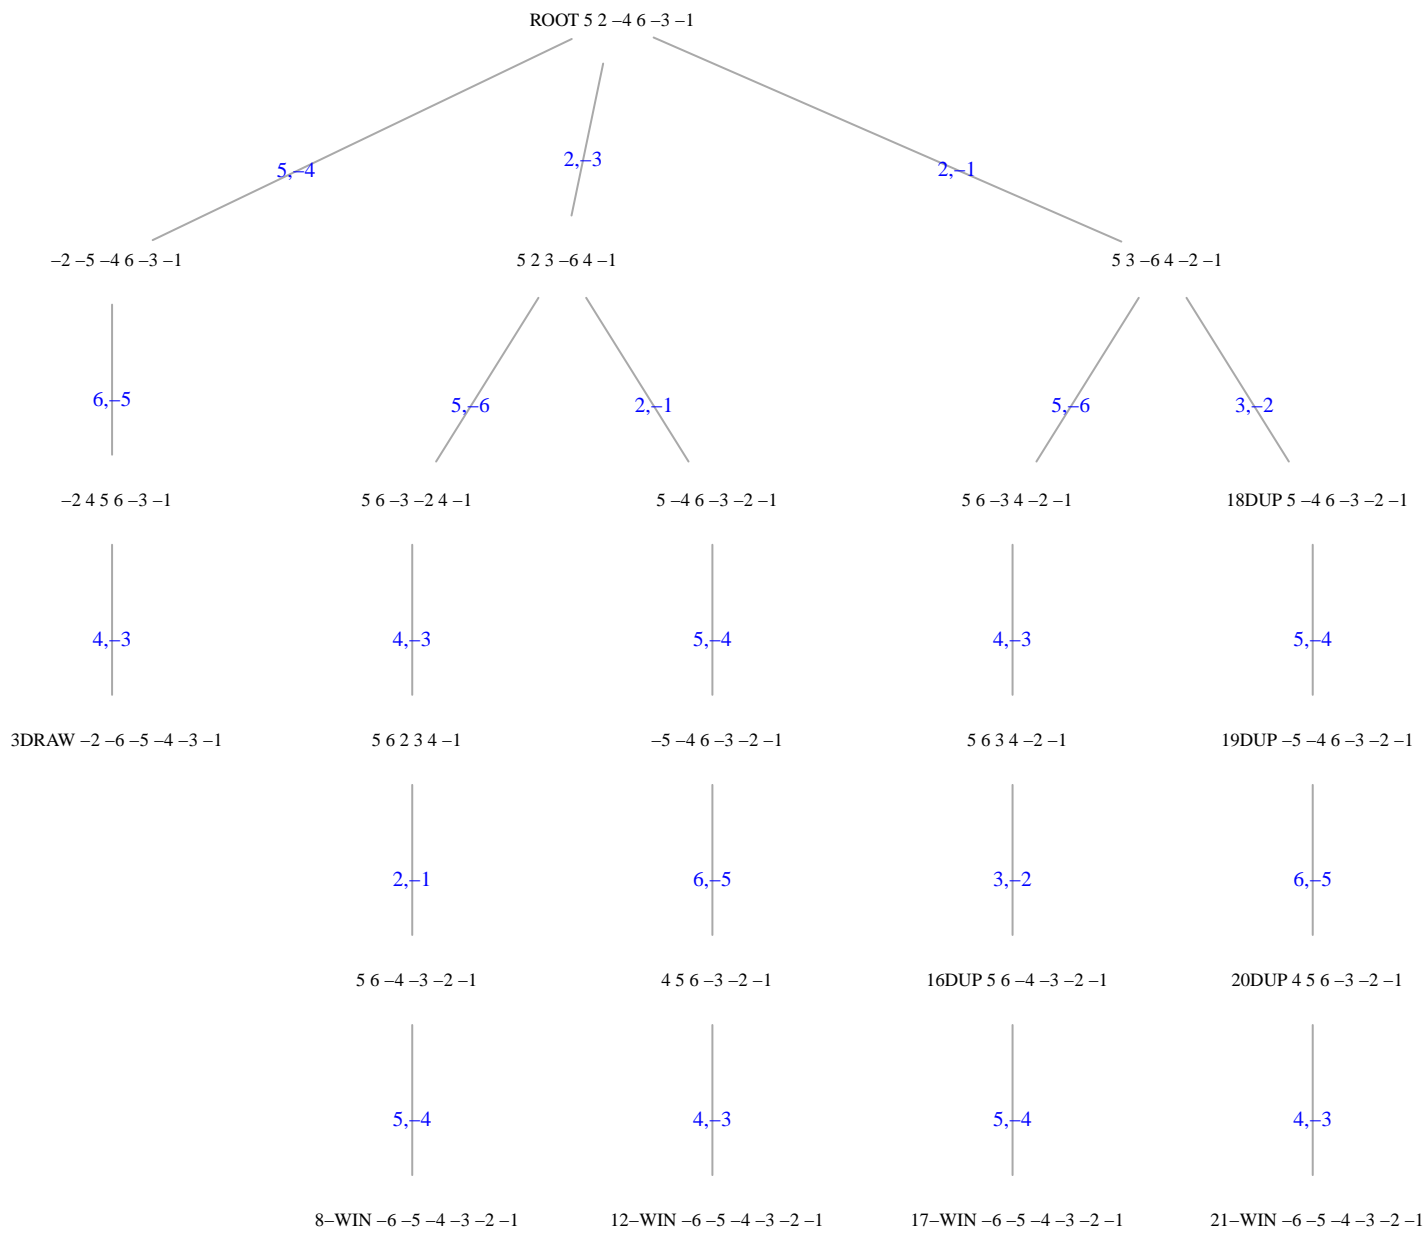 ROOT 5 2 –4 6 –3 –1
5,–4
2,–3
2,–1
–2 –5 –4 6 –3 –1
5 2 3 –6 4 –1
5 3 –6 4 –2 –1
6,–5
5,–6
2,–1
5,–6
3,–2
–2 4 5 6 –3 –1
5 6 –3 –2 4 –1
5 –4 6 –3 –2 –1
5 6 –3 4 –2 –1
18DUP 5 –4 6 –3 –2 –1
4,–3
4,–3
5,–4
4,–3
5,–4
3DRAW –2 –6 –5 –4 –3 –1
5 6 2 3 4 –1
–5 –4 6 –3 –2 –1
5 6 3 4 –2 –1
19DUP –5 –4 6 –3 –2 –1
2,–1
6,–5
3,–2
6,–5
5 6 –4 –3 –2 –1
4 5 6 –3 –2 –1
16DUP 5 6 –4 –3 –2 –1
20DUP 4 5 6 –3 –2 –1
5,–4
4,–3
5,–4
4,–3
8–WIN –6 –5 –4 –3 –2 –1
12–WIN –6 –5 –4 –3 –2 –1
17–WIN –6 –5 –4 –3 –2 –1
21–WIN –6 –5 –4 –3 –2 –1